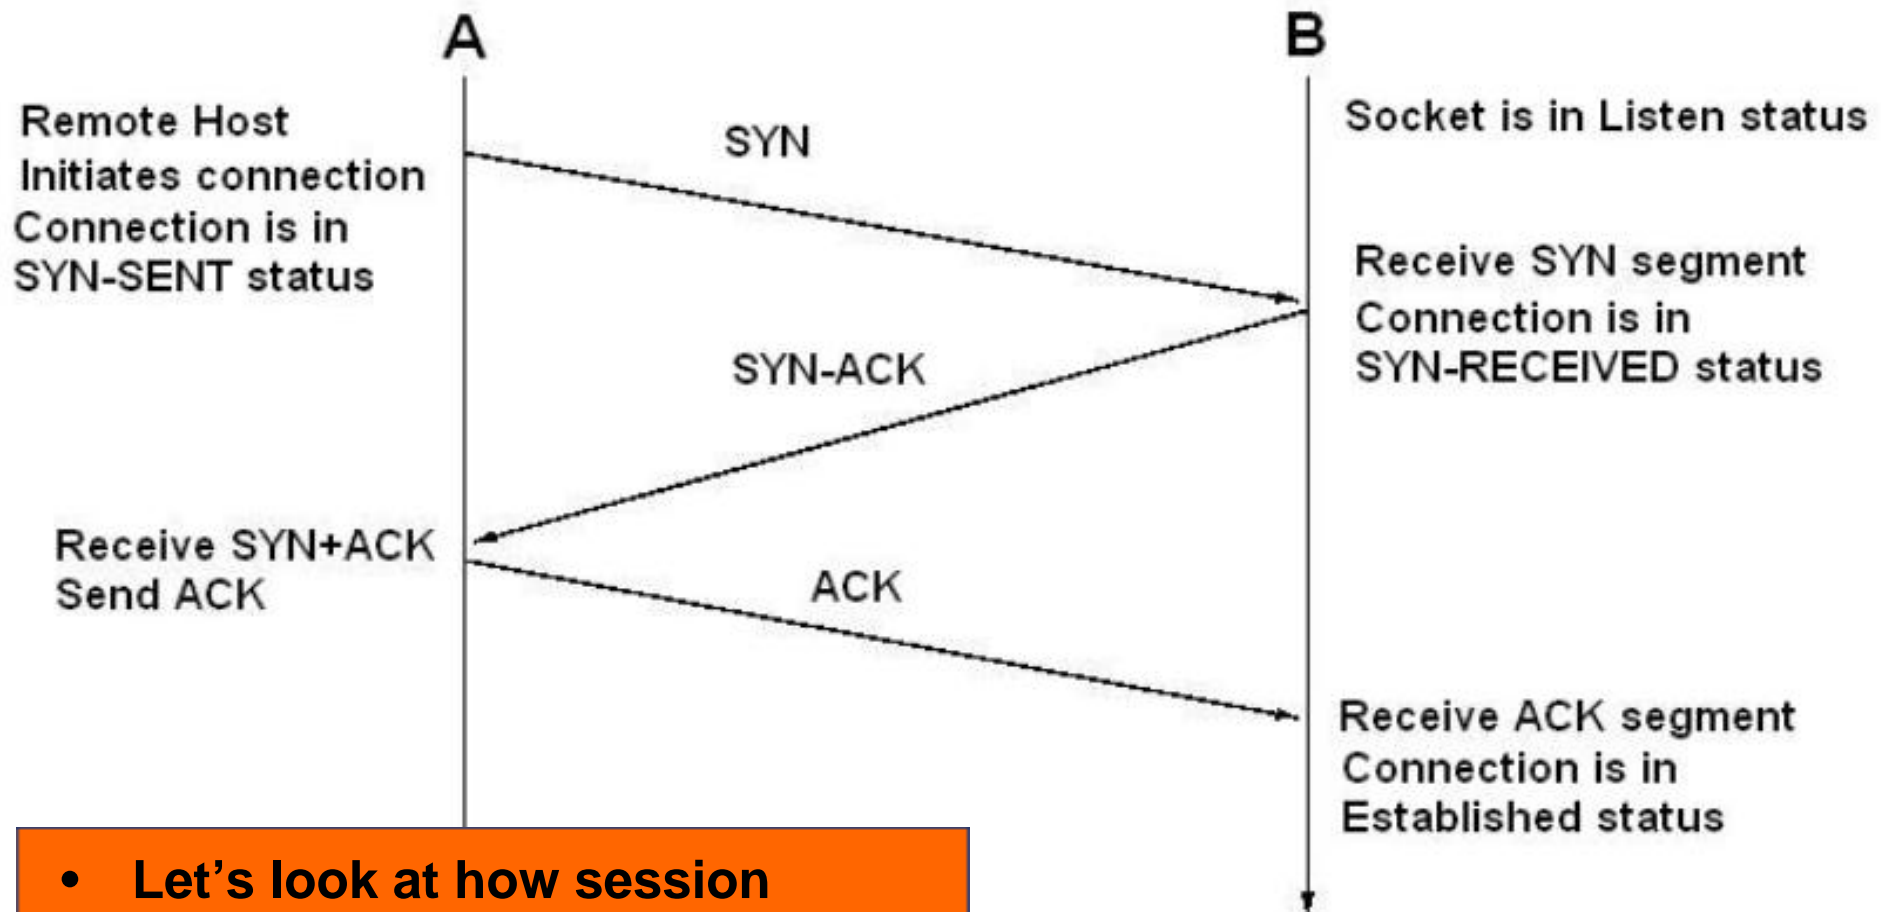 A
B
Remote Host
Initiates connection
Connection is in
SYN-SENT status
SYN
Socket is in Listen status
Receive SYN segment
Connection is in
SYN-RECEIVED status
SYN-ACK
Receive SYN+ACK
Send ACK
ACK
Receive ACK segment
Connection is in
Established status
• Let’s look at how session